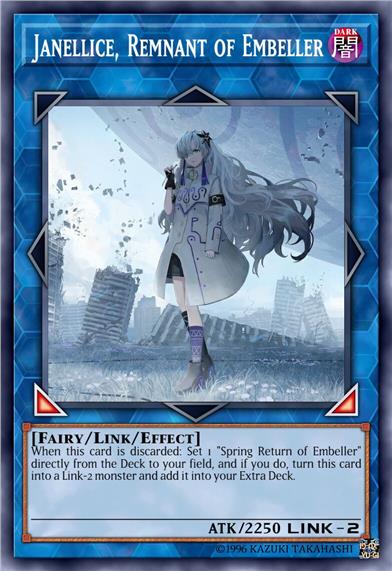 JANELLICE, REMNANT OF EMBELLER
DARK
闇
[FAIRY/LINK/EFFECT]
When this card is discarded: Set 1 "Spring Return of Embeller"
directly from the Deck to your field, and if you do, turn this card
into a Link-2 monster and add it into your Extra Deck.
ATK/2250 LINK-2
©1996 KAZUKI TAKAHASHI